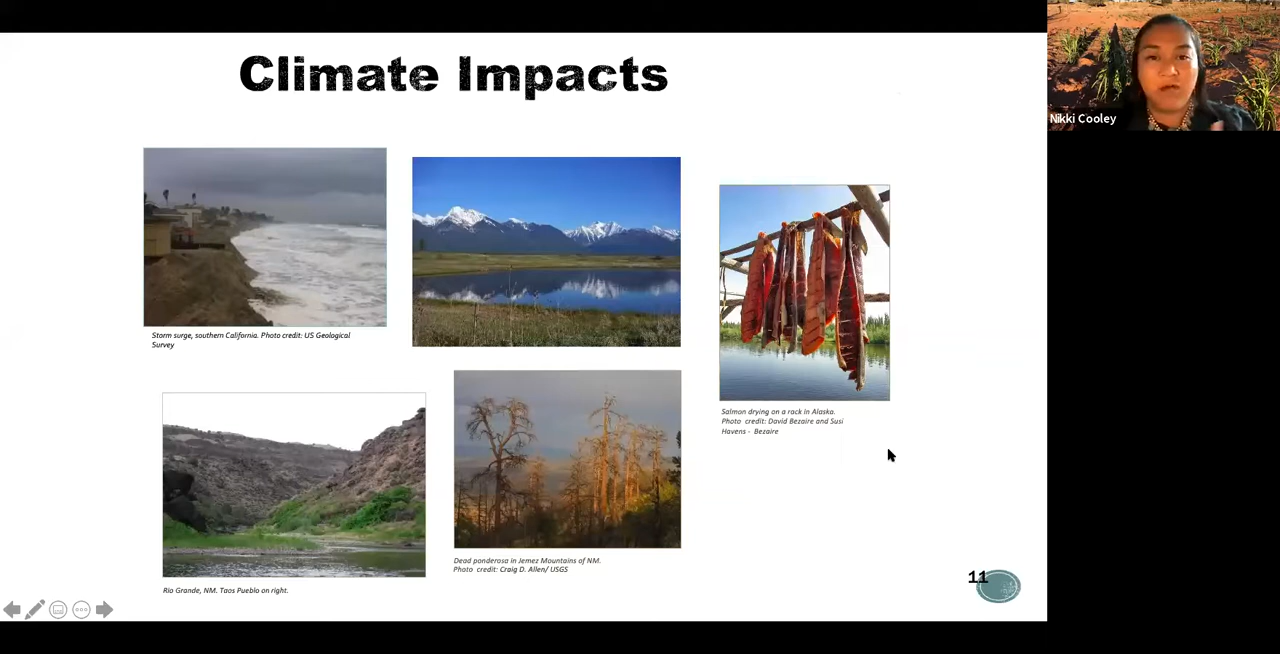 Climate Impacts
Nikki Cooley
Storm surge, southern California. Photo credit: US Geological
Survey
Salmon drying on a rack in Alaska.
Photo credit: David Bezaire and Susi
Havens - Bezaire
Dead ponderosa in Jemez Mountains of NM.
Photo credit: Craig D. Allen/ USGS
Rio Grande, NM. Taos Pueblo on right.
11